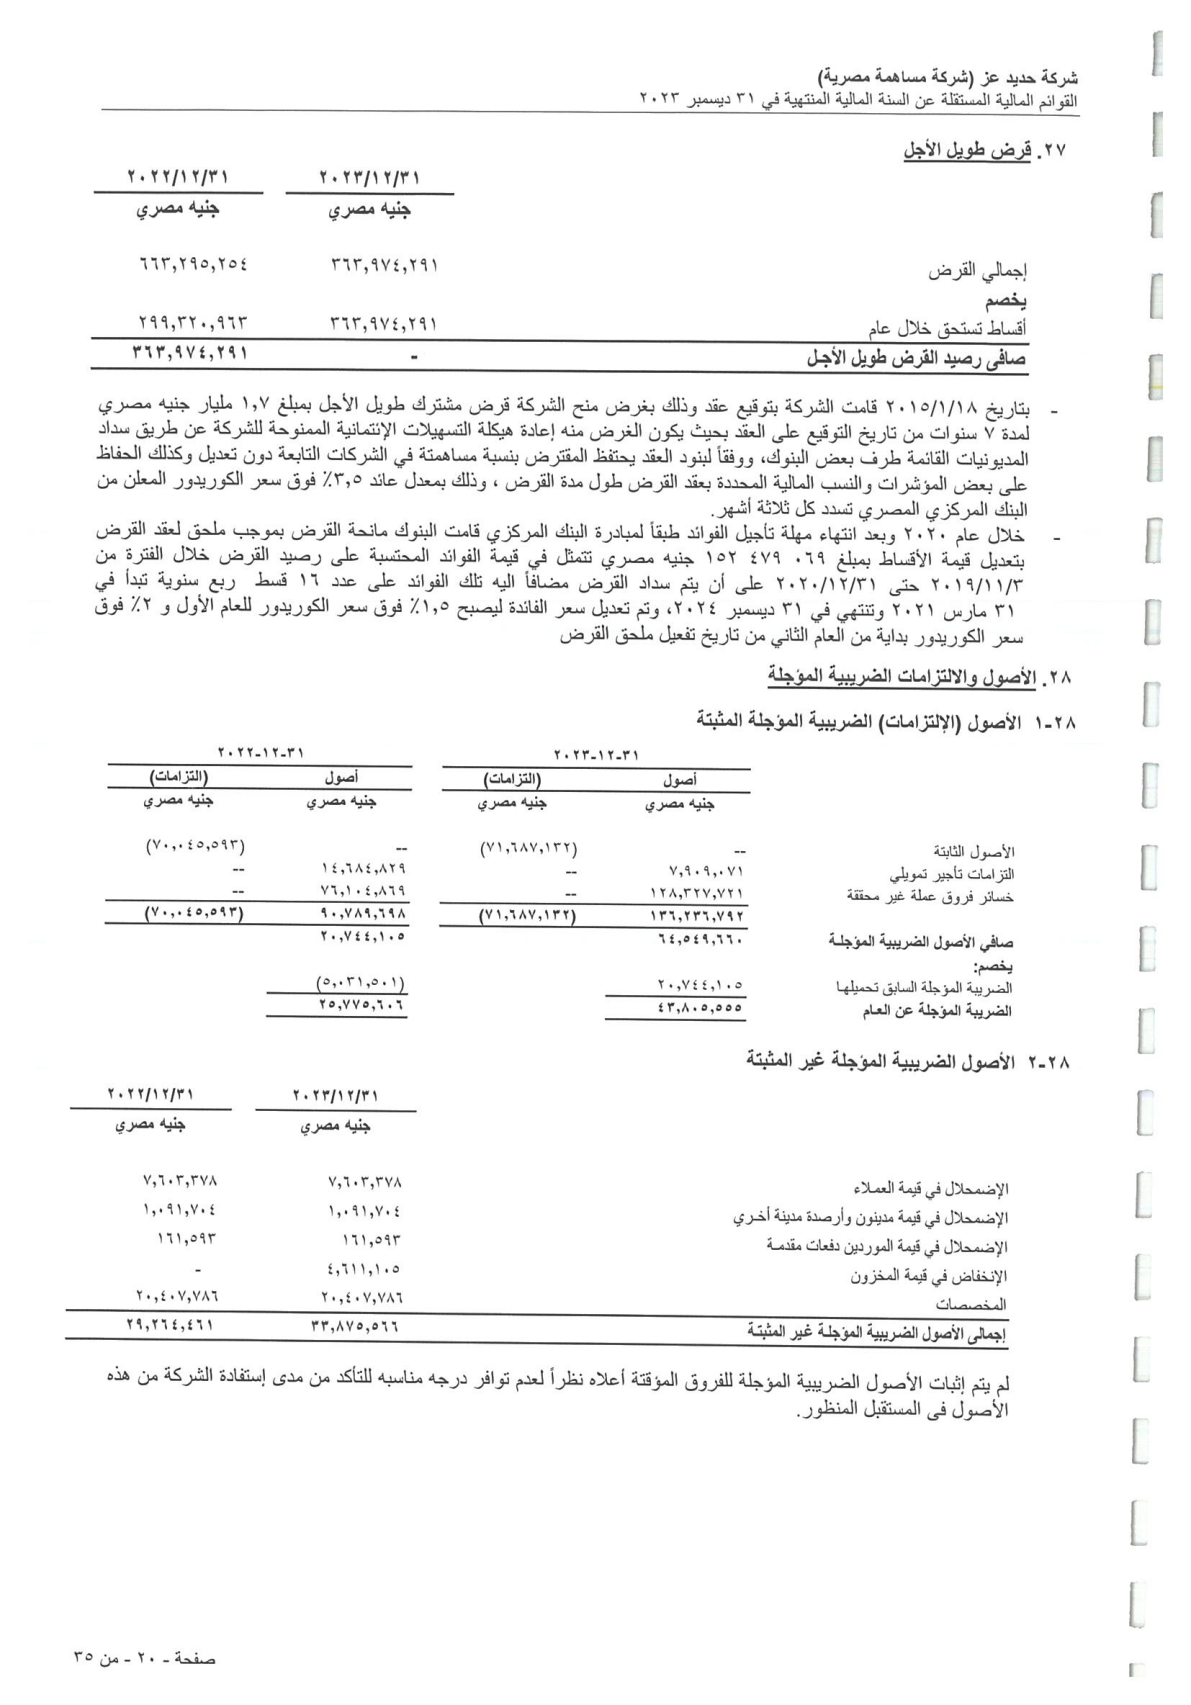 شركة حديد عز (شركة مساهمة مصرية)
القوائم المالية المستقلة عن السنة المالية المنتهية في ٣١ ديسمبر ٢٠٢٣
٢٧. قرض طويل الأجل
٢٠٢٣/١٢/٣١ ٢٠٢٢/١٢/٣١
جنيه مصري جنيه مصري
إجمالي القرض ٣٦٣,٩٧٤,٢٩١ ٦٦٣,٢٩٥,٢٥٤
يخصم
أقساط تستحق خلال عام ٣٦٣,٩٧٤,٢٩١ ٢٩٩,٣٢٠,٩٦٣
صافى رصيد القرض طويل الأجل - ٣٦٣,٩٧٤,٢٩١
- بتاريخ ٢٠١٥/١/١٨ قامت الشركة بتوقيع عقد وذلك بغرض منح الشركة قرض مشترك طويل الأجل بمبلغ ١,٧ مليار جنيه مصري
لمدة ٧ سنوات من تاريخ التوقيع على العقد بحيث يكون الغرض منه إعادة هيكلة التسهيلات الإئتمانية الممنوحة للشركة عن طريق سداد
المديونيات القائمة طرف بعض البنوك، ووفقاً لبنود العقد يحتفظ المقترض بنسبة مساهمتة في الشركات التابعة دون تعديل وكذلك الحفاظ
على بعض المؤشرات والنسب المالية المحددة بعقد القرض طول مدة القرض ، وذلك بمعدل عائد ٣,٥٪ فوق سعر الكوريدور المعلن من
البنك المركزي المصري تسدد كل ثلاثة أشهر.
- خلال عام ٢٠٢٠ وبعد انتهاء مهلة تأجيل الفوائد طبقاً لمبادرة البنك المركزي قامت البنوك مانحة القرض بموجب ملحق لعقد القرض
بتعديل قيمة الأقساط بمبلغ ٠٦٩ ٤٧٩ ١٥٢ جنيه مصري تتمثل في قيمة الفوائد المحتسبة على رصيد القرض خلال الفترة من
٢٠١٩/١١/٣ حتى ٢٠٢٠/١٢/٣١ على أن يتم سداد القرض مضافاً اليه تلك الفوائد على عدد ١٦ قسط ربع سنوية تبدأ في
٣١ مارس ٢٠٢١ وتنتهي في ٣١ ديسمبر ٢٠٢٤، وتم تعديل سعر الفائدة ليصبح ١,٥٪ فوق سعر الكوريدور للعام الأول و ٢٪ فوق
سعر الكوريدور بداية من العام الثاني من تاريخ تفعيل ملحق القرض
٢٨. الأصول والالتزامات الضريبية المؤجلة
٢٨-١ الأصول (الإلتزامات) الضريبية المؤجلة المثبتة
٣١-١٢-٢٠٢٣ ٣١-١٢-٢٠٢٢
أصول (التزامات) أصول (التزامات)
جنيه مصري جنيه مصري جنيه مصري جنيه مصري
الأصول الثابتة -- (٧١,٦٨٧,١٣٢) -- (٧٠,٠٤٥,٥٩٣)
التزامات تأجير تمويلي ٧,٩٠٩,٠٧١ -- ١٤,٦٨٤,٨٢٩ --
خسائر فروق عملة غير محققة ١٢٨,٣٢٧,٧٢١ -- ٧٦,١٠٤,٨٦٩ --
١٣٦,٢٣٦,٧٩٢ (٧١,٦٨٧,١٣٢) ٩٠,٧٨٩,٦٩٨ (٧٠,٠٤٥,٥٩٣)
صافي الأصول الضريبية المؤجلة ٦٤,٥٤٩,٦٦٠ ٢٠,٧٤٤,١٠٥
يخصم:
الضريبة المؤجلة السابق تحميلها ٢٠,٧٤٤,١٠٥ (٥,٠٣١,٥٠١)
الضريبة المؤجلة عن العام ٤٣,٨٠٥,٥٥٥ ٢٥,٧٧٥,٦٠٦
٢٨-٢ الأصول الضريبية المؤجلة غير المثبتة
٢٠٢٣/١٢/٣١ ٢٠٢٢/١٢/٣١
جنيه مصري جنيه مصري
الإضمحلال في قيمة العملاء ٧,٦٠٣,٣٧٨ ٧,٦٠٣,٣٧٨
الإضمحلال في قيمة مدينون وأرصدة مدينة أخري ١,٠٩١,٧٠٤ ١,٠٩١,٧٠٤
الإضمحلال في قيمة الموردين دفعات مقدمة ١٦١,٥٩٣ ١٦١,٥٩٣
الإنخفاض في قيمة المخزون ٤,٦١١,١٠٥ -
المخصصات ٢٠,٤٠٧,٧٨٦ ٢٠,٤٠٧,٧٨٦
إجمالى الأصول الضريبية المؤجلة غير المثبتة ٣٣,٨٧٥,٥٦٦ ٢٩,٢٦٤,٤٦١
لم يتم إثبات الأصول الضريبية المؤجلة للفروق المؤقتة أعلاه نظراً لعدم توافر درجه مناسبه للتأكد من مدى إستفادة الشركة من هذه
الأصول فى المستقبل المنظور.
صفحة - ٢٠ - من ٣٥